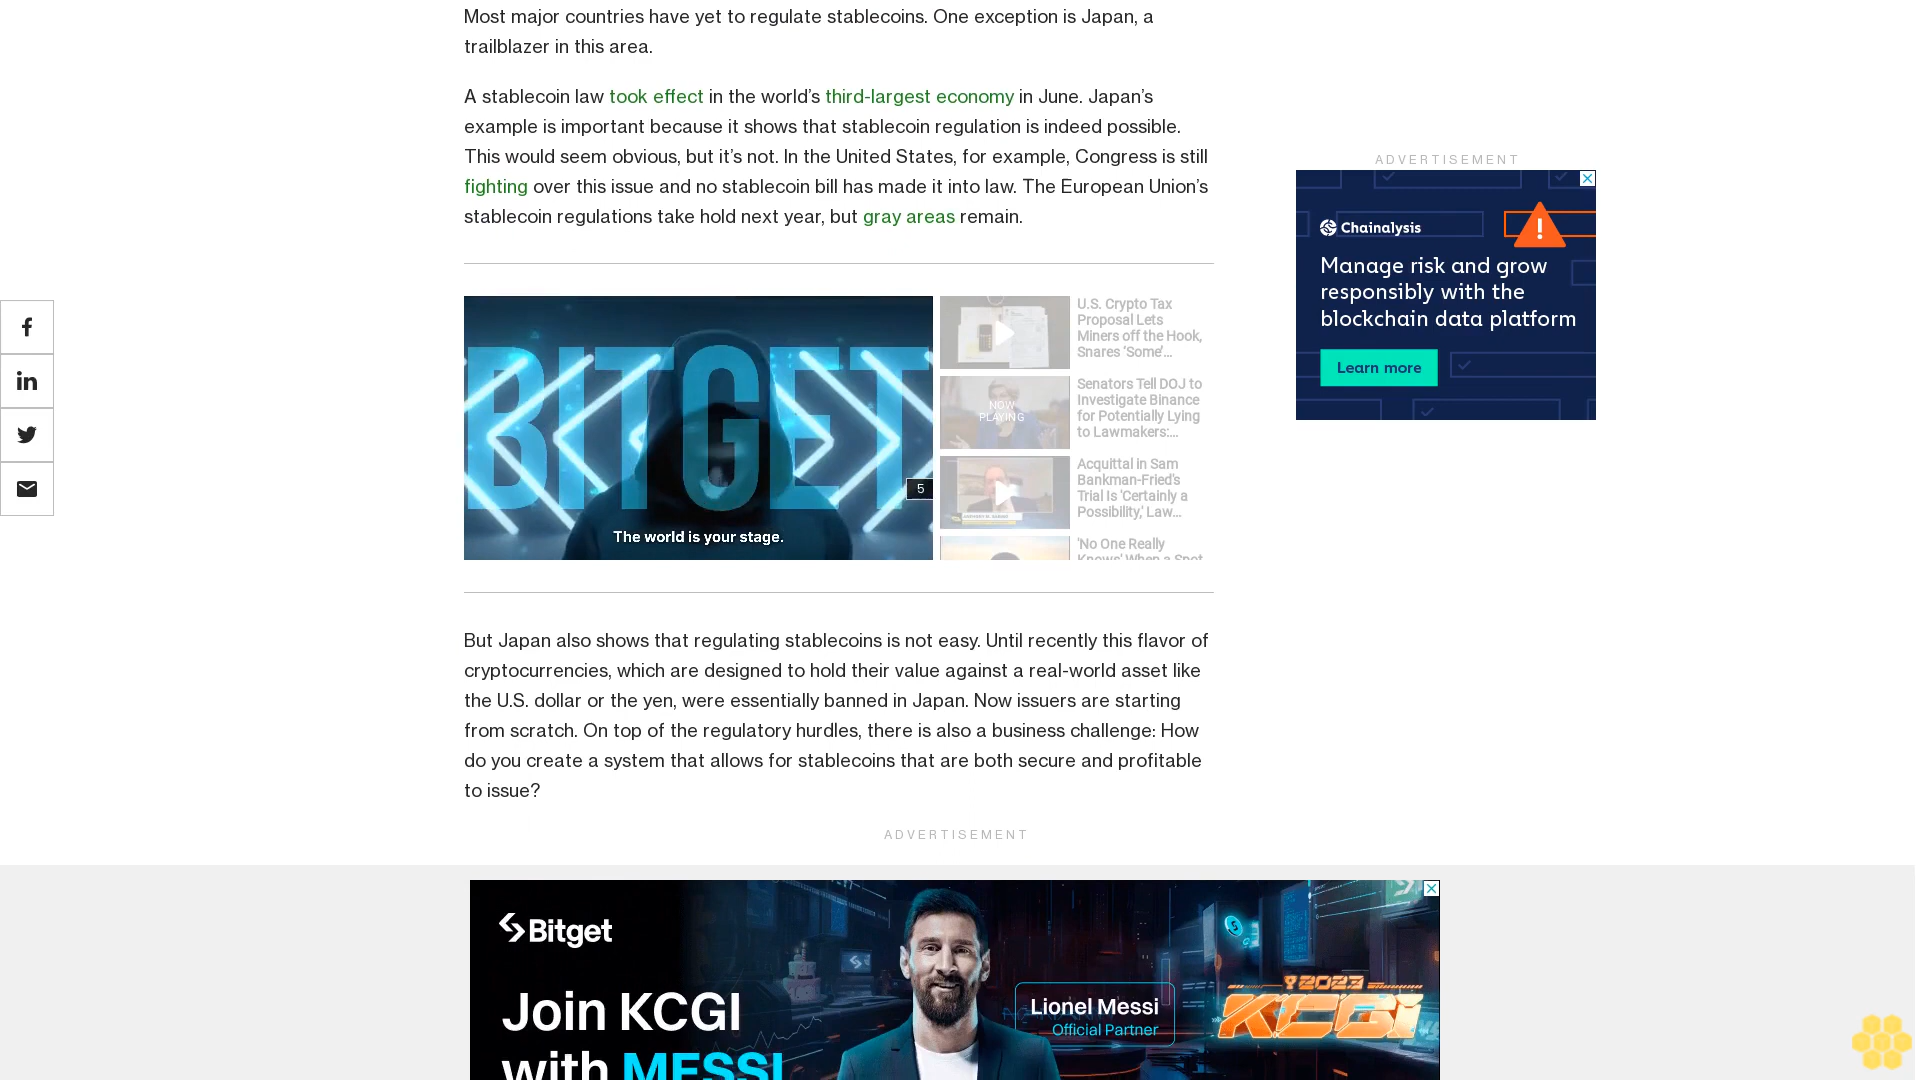 Most major countries have yet to regulate stablecoins. One exception is Japan, a
trailblazer in this area.
A stablecoin law took effect in the world’s third-largest economy in June. Japan’s
example is important because it shows that stablecoin regulation is indeed possible.
This would seem obvious, but it’s not. In the United States, for example, Congress is still
fighting over this issue and no stablecoin bill has made it into law. The European Union’s
stablecoin regulations take hold next year, but gray areas remain.
ADVERTISEMENT
Chainalysis
Manage risk and grow
responsibly with the
blockchain data platform
Learn more
BITGET
5
The world is your stage.
U.S. Crypto Tax
Proposal Lets
Miners off the Hook,
Snares ‘Some’...
NOW
PLAYING
Senators Tell DOJ to
Investigate Binance
for Potentially Lying
to Lawmakers:...
Acquittal in Sam
Bankman-Fried's
Trial Is 'Certainly a
Possibility,' Law...
'No One Really
Knows' When a Spot
But Japan also shows that regulating stablecoins is not easy. Until recently this flavor of
cryptocurrencies, which are designed to hold their value against a real-world asset like
the U.S. dollar or the yen, were essentially banned in Japan. Now issuers are starting
from scratch. On top of the regulatory hurdles, there is also a business challenge: How
do you create a system that allows for stablecoins that are both secure and profitable
to issue?
ADVERTISEMENT
Bitget
Join KCGI
with MESSI
Lionel Messi
Official Partner
2023
KCGI